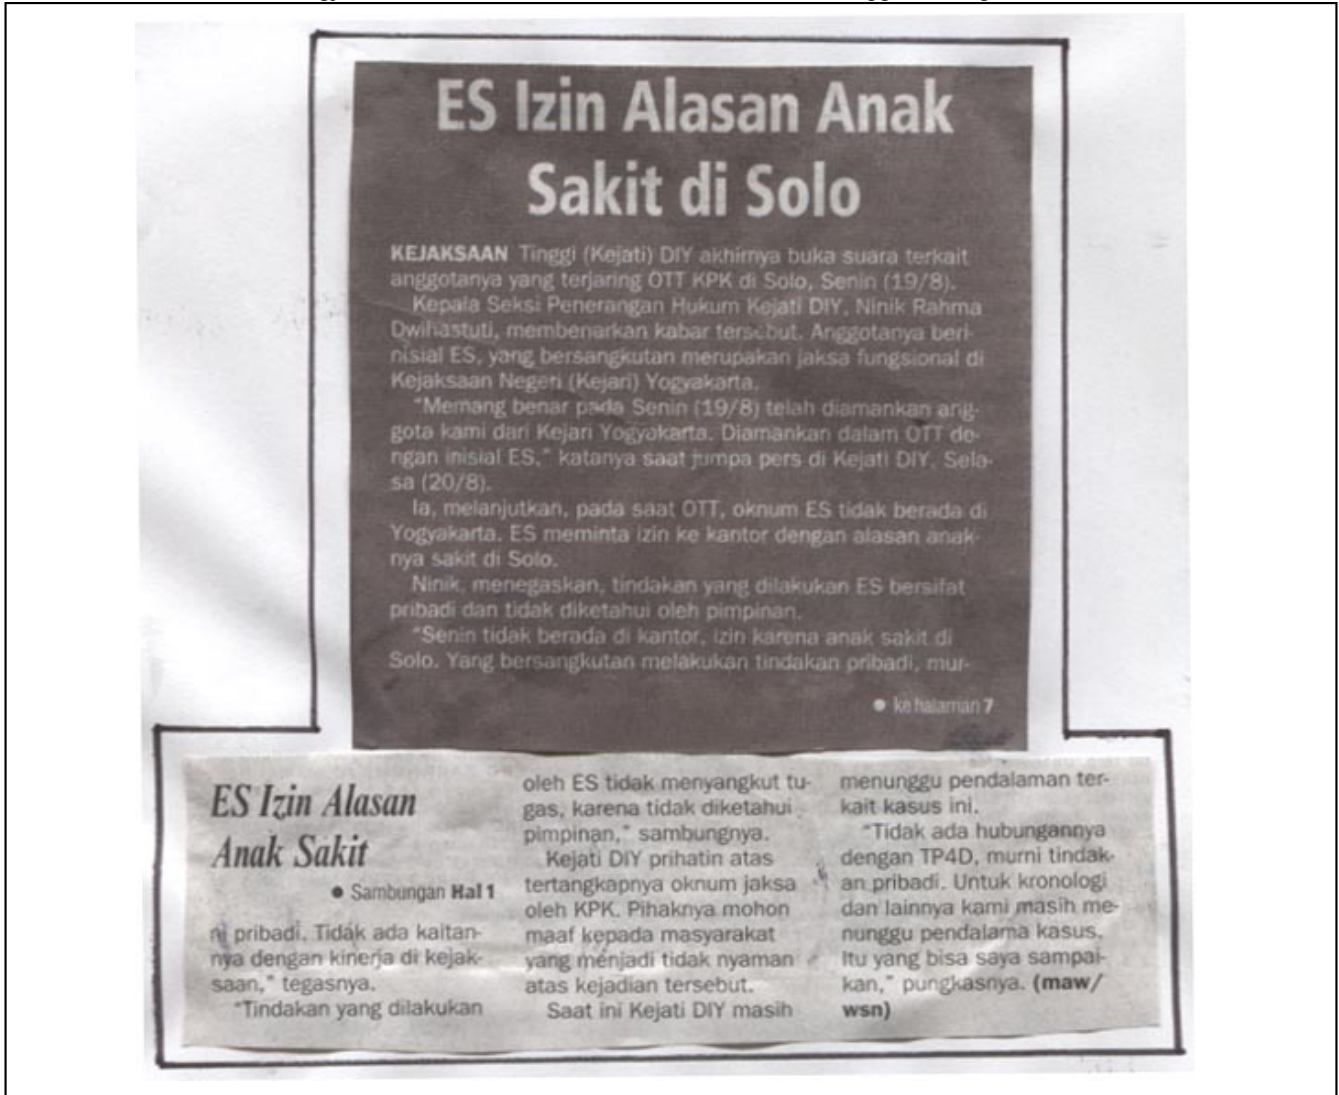 ES Izin Alasan Anak
Sakit di Solo
KEJAKSAAN Tinggi (Kejati) DIY akhirnya buka suara terkait
anggotanya yang terjaring OTT KPK di Solo, Senin (19/8).
Kepala Seksi Penerangan Hukum Kejati DIY, Ninik Rahma
Dwihastuti, membenarkan kabar tersebut. Anggotanya beri-
nisial ES, yang bersangkutan merupakan jaksa fungsional di
Kejaksaan Negeri (Kejari) Yogyakarta.
"Memang benar pada Senin (19/8) telah diamankan ang-
gota kami dari Kejari Yogyakarta. Diamankan dalam OTT de-
ngan inisial ES," katanya saat jumpa pers di Kejati DIY, Sela-
sa (20/8).
Ia, melanjutkan, pada saat OTT, oknum ES tidak berada di
Yogyakarta. ES meminta izin ke kantor dengan alasan anak-
nya sakit di Solo.
Ninik, menegaskan, tindakan yang dilakukan ES bersifat
pribadi dan tidak diketahui oleh pimpinan.
"Senin tidak berada di kantor, izin karena anak sakit di
Solo. Yang bersangkutan melakukan tindakan pribadi, mur-
● ke halaman 7
ES Izin Alasan
Anak Sakit
● Sambungan Hal 1
ni pribadi. Tidak ada kaitan-
nya dengan kinerja di kejak-
saan," tegasnya.
"Tindakan yang dilakukan
oleh ES tidak menyangkut tu-
gas, karena tidak diketahui
pimpinan," sambungnya.
Kejati DIY prihatin atas
tertangkapnya oknum jaksa
oleh KPK. Pihaknya mohon
maaf kepada masyarakat
yang menjadi tidak nyaman
atas kejadian tersebut.
Saat ini Kejati DIY masih
menunggu pendalaman ter-
kait kasus ini.
"Tidak ada hubungannya
dengan TP4D, murni tindak-
an pribadi. Untuk kronologi
dan lainnya kami masih me-
nunggu pendalama kasus.
Itu yang bisa saya sampai-
kan," pungkasnya. (maw/
wsn)